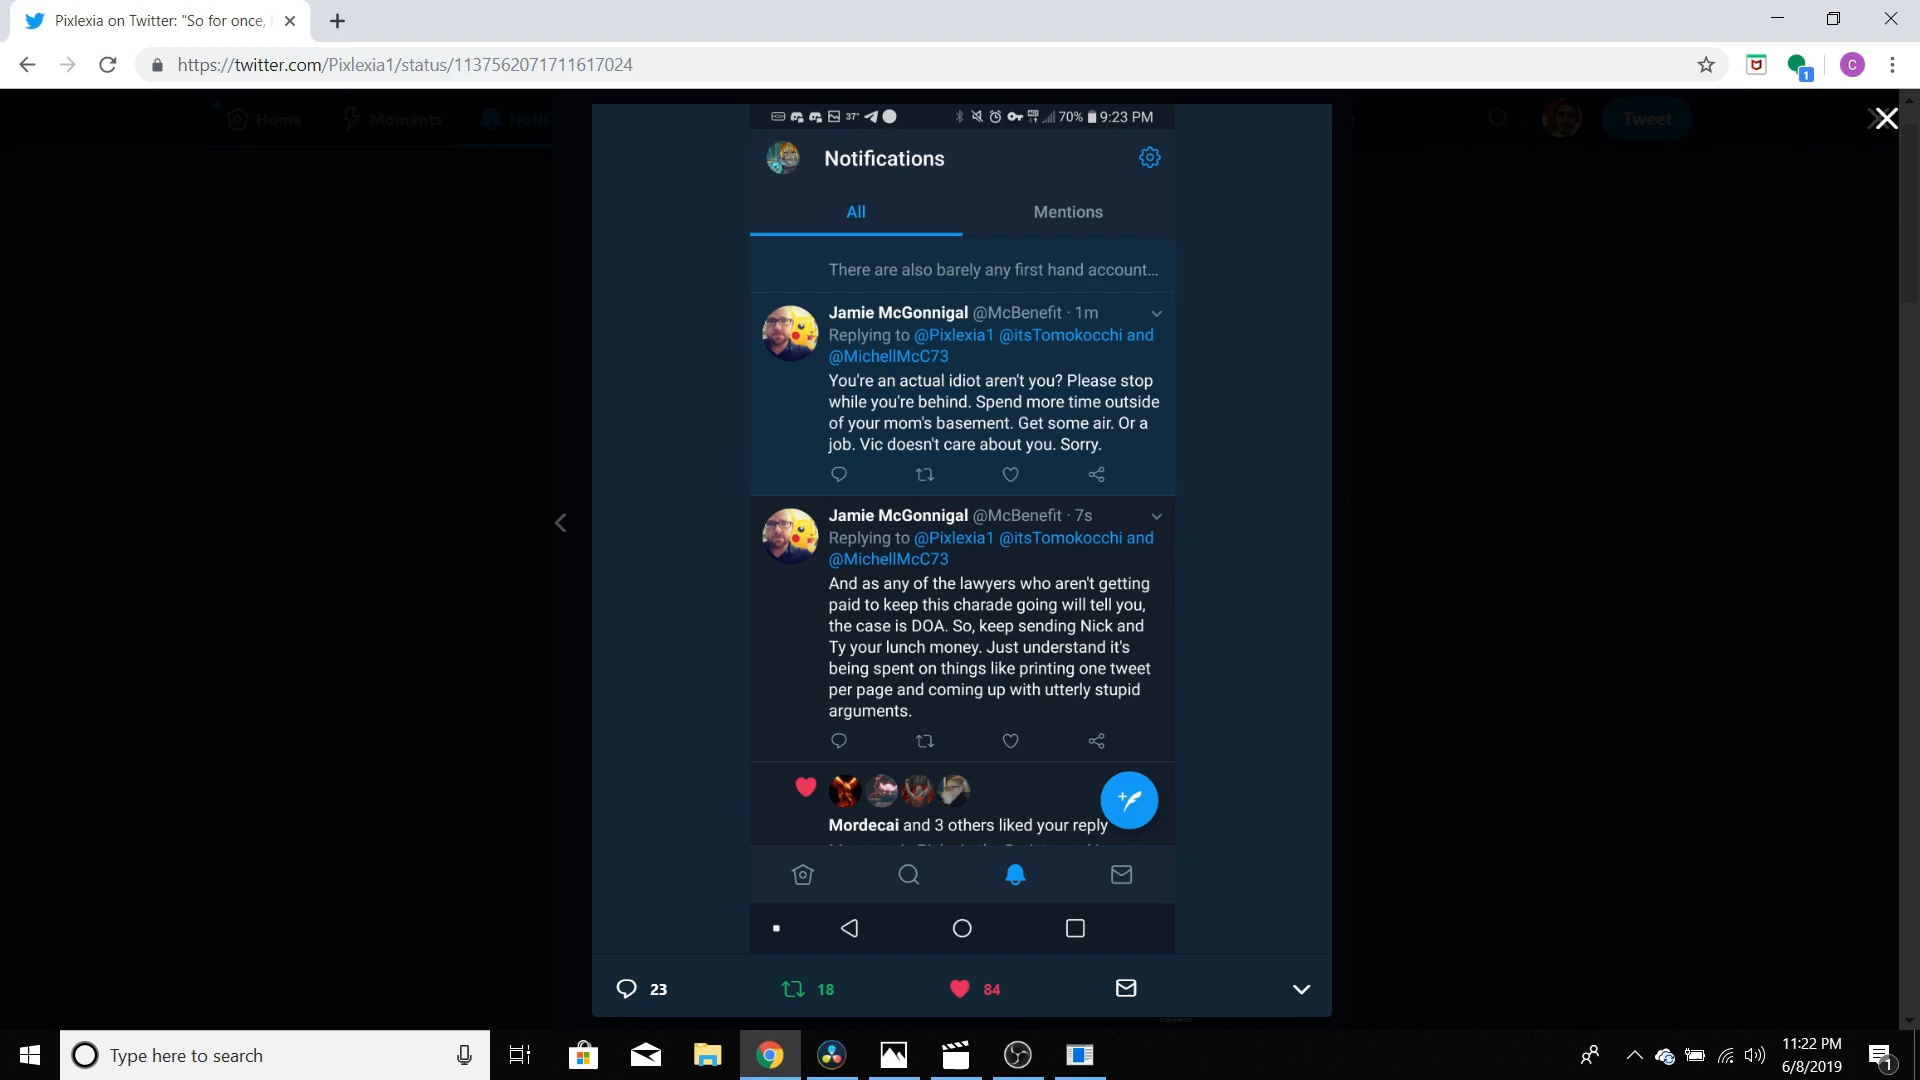 Pixlexia on Twitter: "So for once,
https://twitter.com/Pixlexia1/status/1137562071711617024
C
1
Home
Moments
Notif
Tweet
37°
70%
9:23 PM
Notifications
All
Mentions
There are also barely any first hand account...
Jamie McGonnigal @McBenefit · 1m
Replying to @Pixlexia1 @itsTomokocchi and
@MichellMcC73
You're an actual idiot aren't you? Please stop
while you're behind. Spend more time outside
of your mom's basement. Get some air. Or a
job. Vic doesn't care about you. Sorry.
Jamie McGonnigal @McBenefit · 7s
Replying to @Pixlexia1 @itsTomokocchi and
@MichellMcC73
And as any of the lawyers who aren't getting
paid to keep this charade going will tell you,
the case is DOA. So, keep sending Nick and
Ty your lunch money. Just understand it's
being spent on things like printing one tweet
per page and coming up with utterly stupid
arguments.
Mordecai and 3 others liked your reply
23
18
84
arguments.
Type here to search
11:22 PM
6/8/2019
1